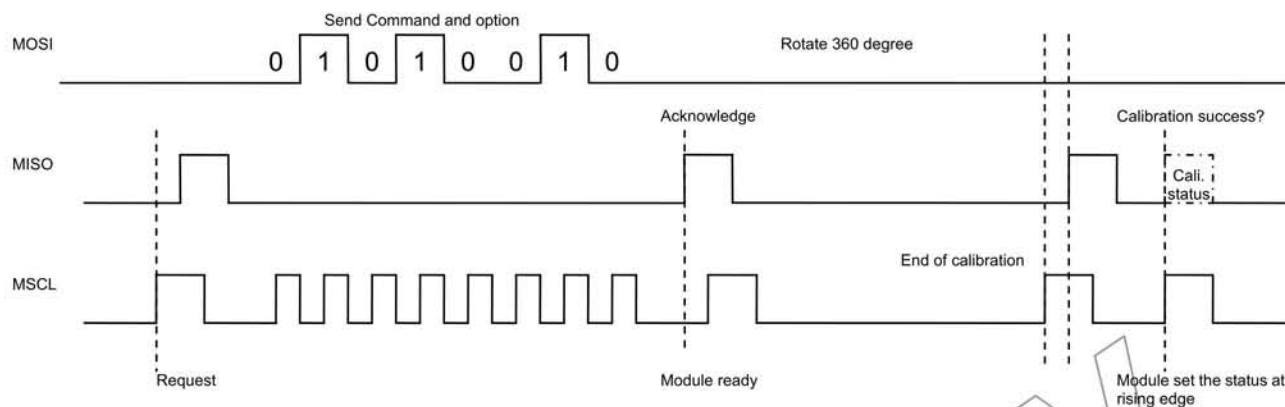 Send Command and option
MOSI
Rotate 360 degree
0 1 0 1 0 0 1 0
Acknowledge
Calibration success?
MISO
Cali.
status
End of calibration
MSCL
Request
Module ready
Module set the status at
rising edge